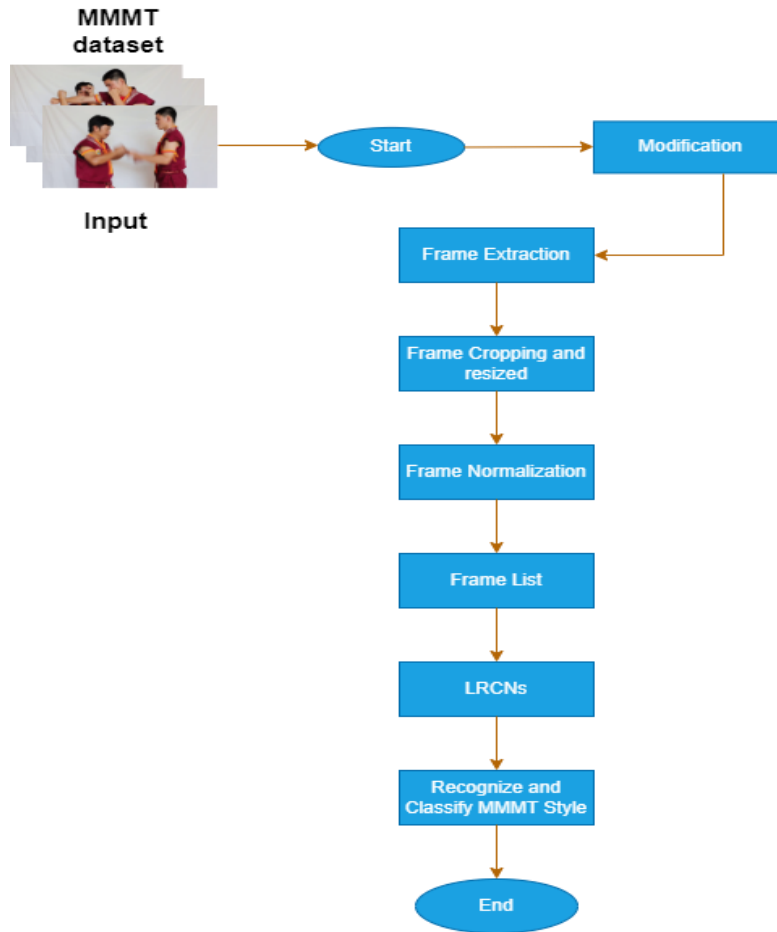 MMMT
dataset
Input
Start
Modification
Frame Extraction
Frame Cropping and
resized
Frame Normalization
Frame List
LRCNs
Recognize and
Classify MMMT Style
End